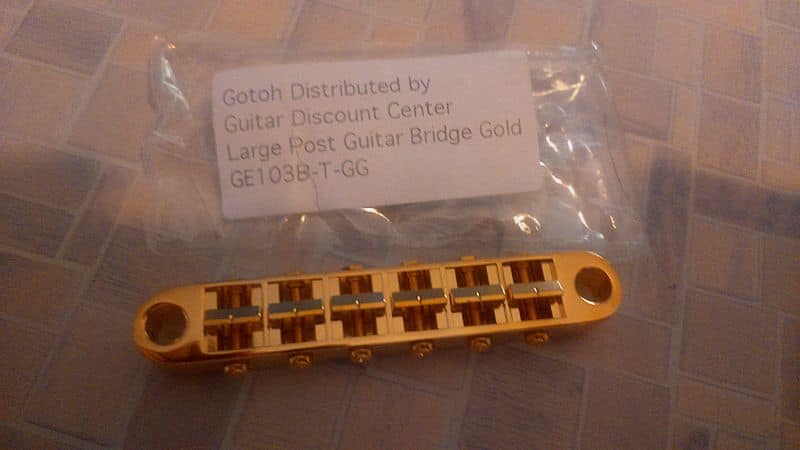 Gotoh Distributed by
Guitar Discount Center
Large Post Guitar Bridge Gold
GE103B-T-GG